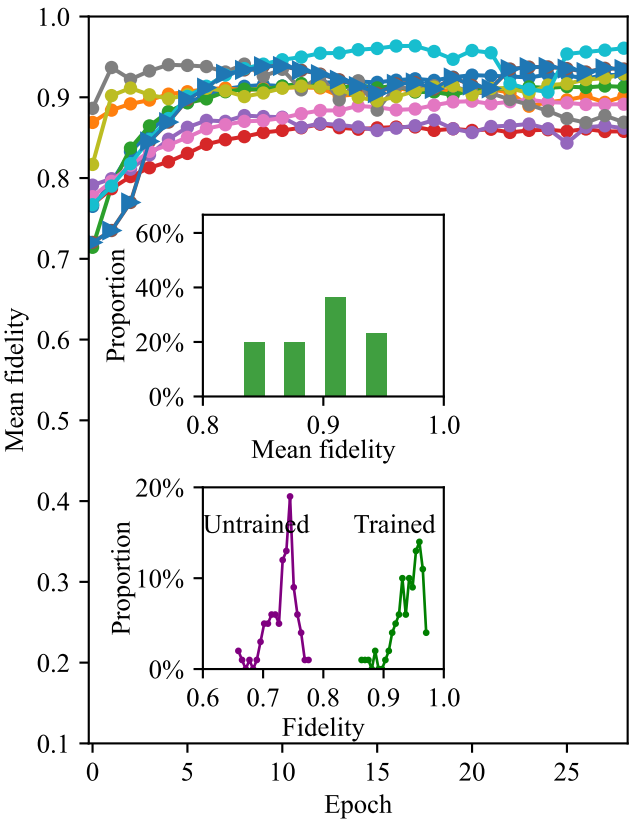 1.0
0.9
0.8
0.7
0.6
0.5
0.4
0.3
0.2
0.1
Mean fidelity
0 5 10 15 20 25
Epoch
60%
40%
20%
0%
Proportion
0.8 0.9 1.0
Mean fidelity
20%
10%
0%
Proportion
Untrained Trained
0.6 0.7 0.8 0.9 1.0
Fidelity